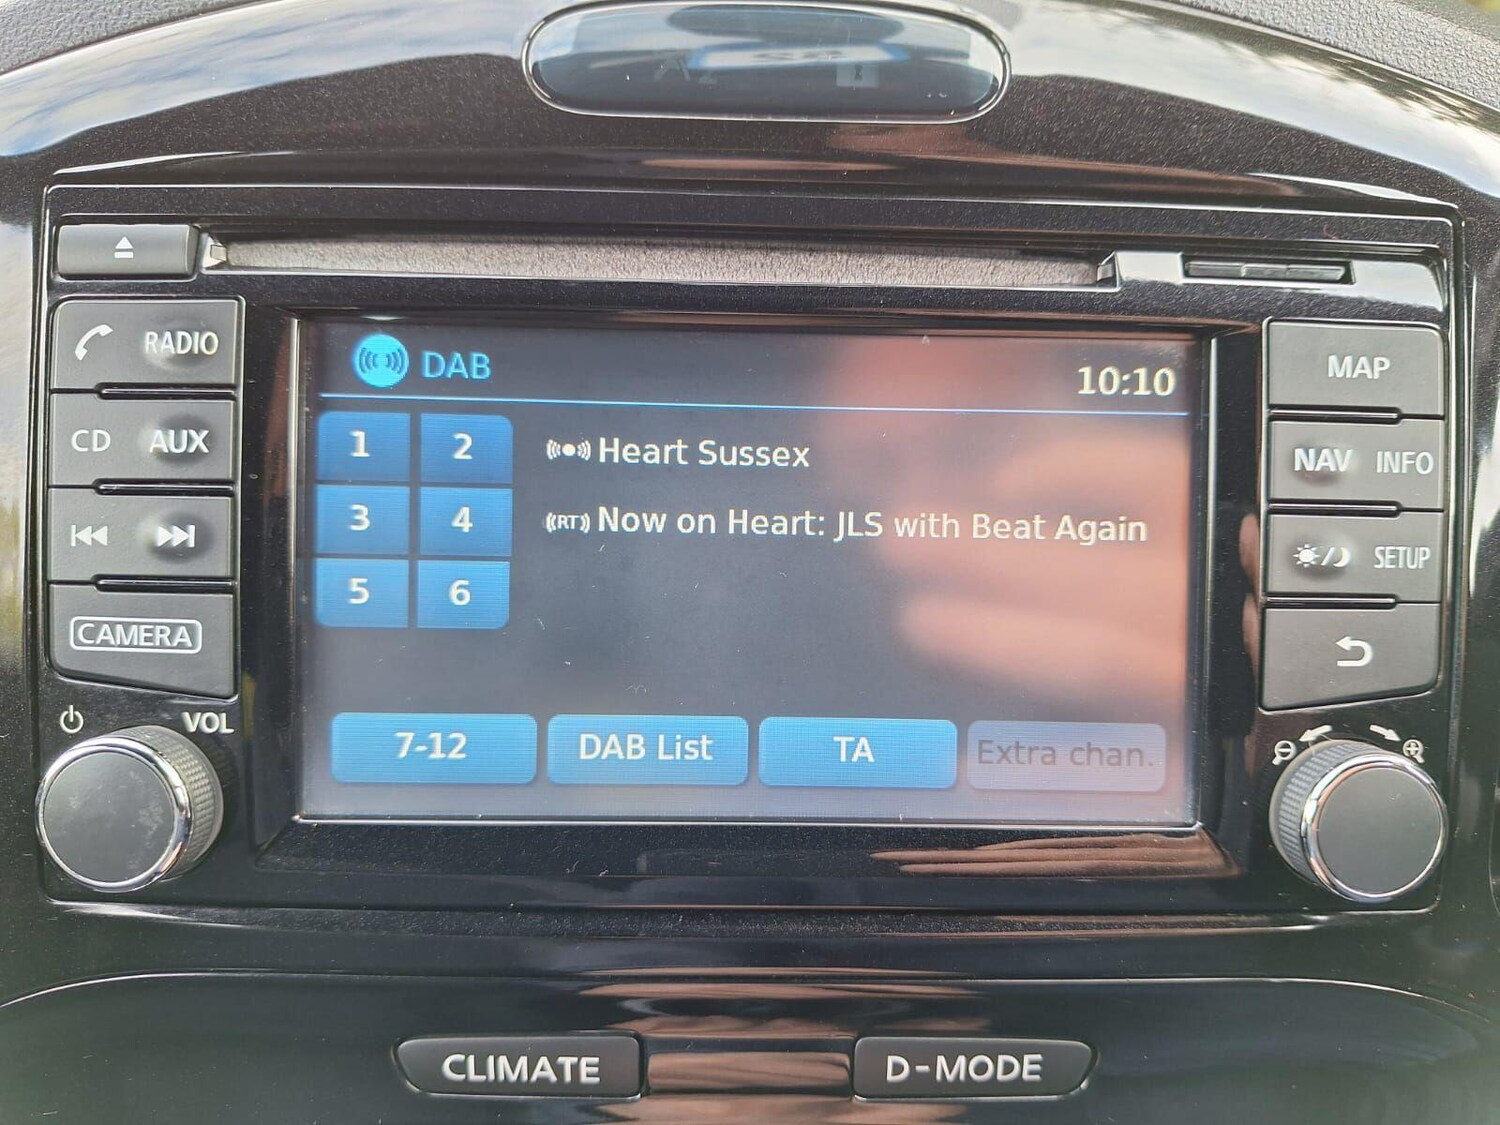 DAB
10:10
1 2
3 4
5 6
Heart Sussex
RT Now on Heart: JLS with Beat Again
7-12 DAB List TA Extra chan.
RADIO
CD AUX
CAMERA
VOL
MAP
NAV INFO
SETUP
CLIMATE D-MODE